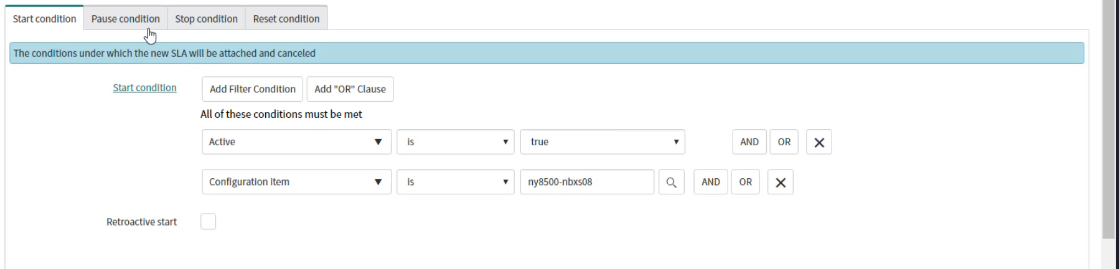 Start condition Pause condition Stop condition Reset condition
The conditions under which the new SLA will be attached and canceled
Start condition Add Filter Condition Add "OR" Clause
All of these conditions must be met
Active is true AND OR
Configuration item is ny8500-nbxs08 AND OR
Retroactive start